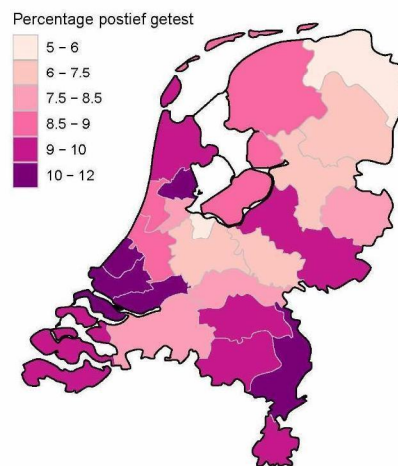 Percentage postief getest
5 – 6
6 – 7.5
7.5 – 8.5
8.5 – 9
9 – 10
10 – 12